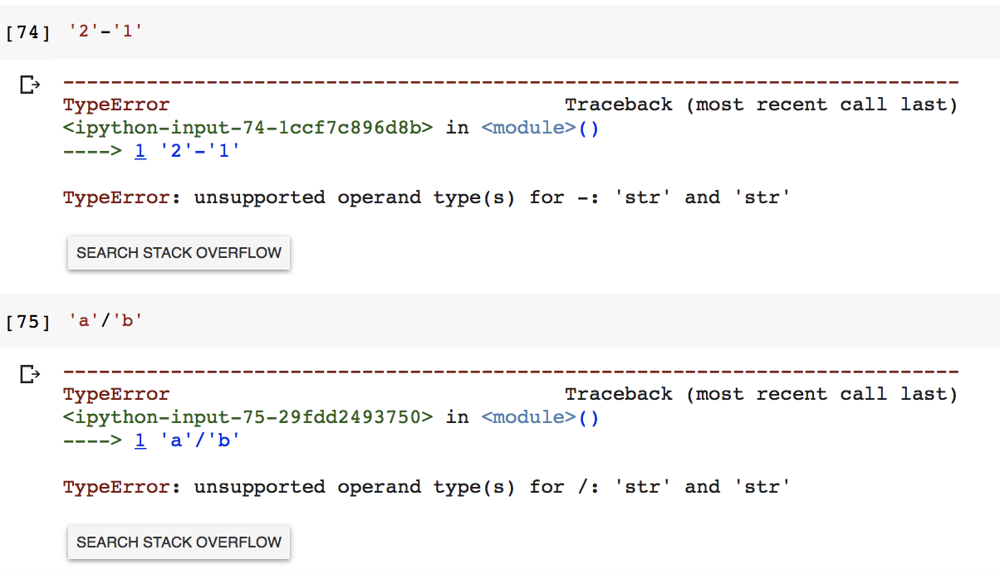 [74] '2'-'1'
---------------------------------------------------------------------------
TypeError Traceback (most recent call last)
<ipython-input-74-1ccf7c896d8b> in <module>()
----> 1 '2'-'1'
TypeError: unsupported operand type(s) for -: 'str' and 'str'
SEARCH STACK OVERFLOW
[75] 'a'/'b'
---------------------------------------------------------------------------
TypeError Traceback (most recent call last)
<ipython-input-75-29fdd2493750> in <module>()
----> 1 'a'/'b'
TypeError: unsupported operand type(s) for /: 'str' and 'str'
SEARCH STACK OVERFLOW